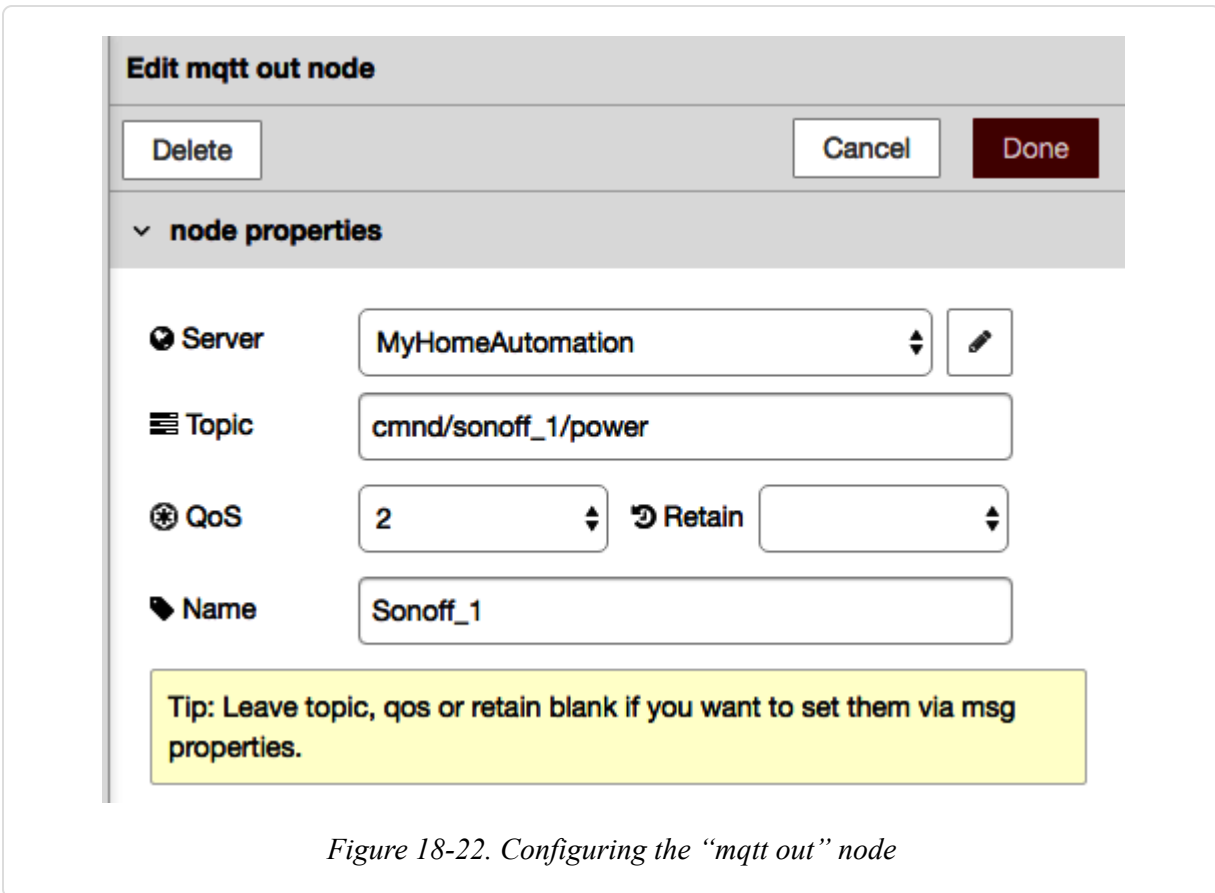 Edit mqtt out node
Delete
Cancel
Done
node properties
Server
MyHomeAutomation
Topic
cmnd/sonoff_1/power
QoS
2
Retain
Name
Sonoff_1
Tip: Leave topic, qos or retain blank if you want to set them via msg
properties.
Figure 18-22. Configuring the “mqtt out” node